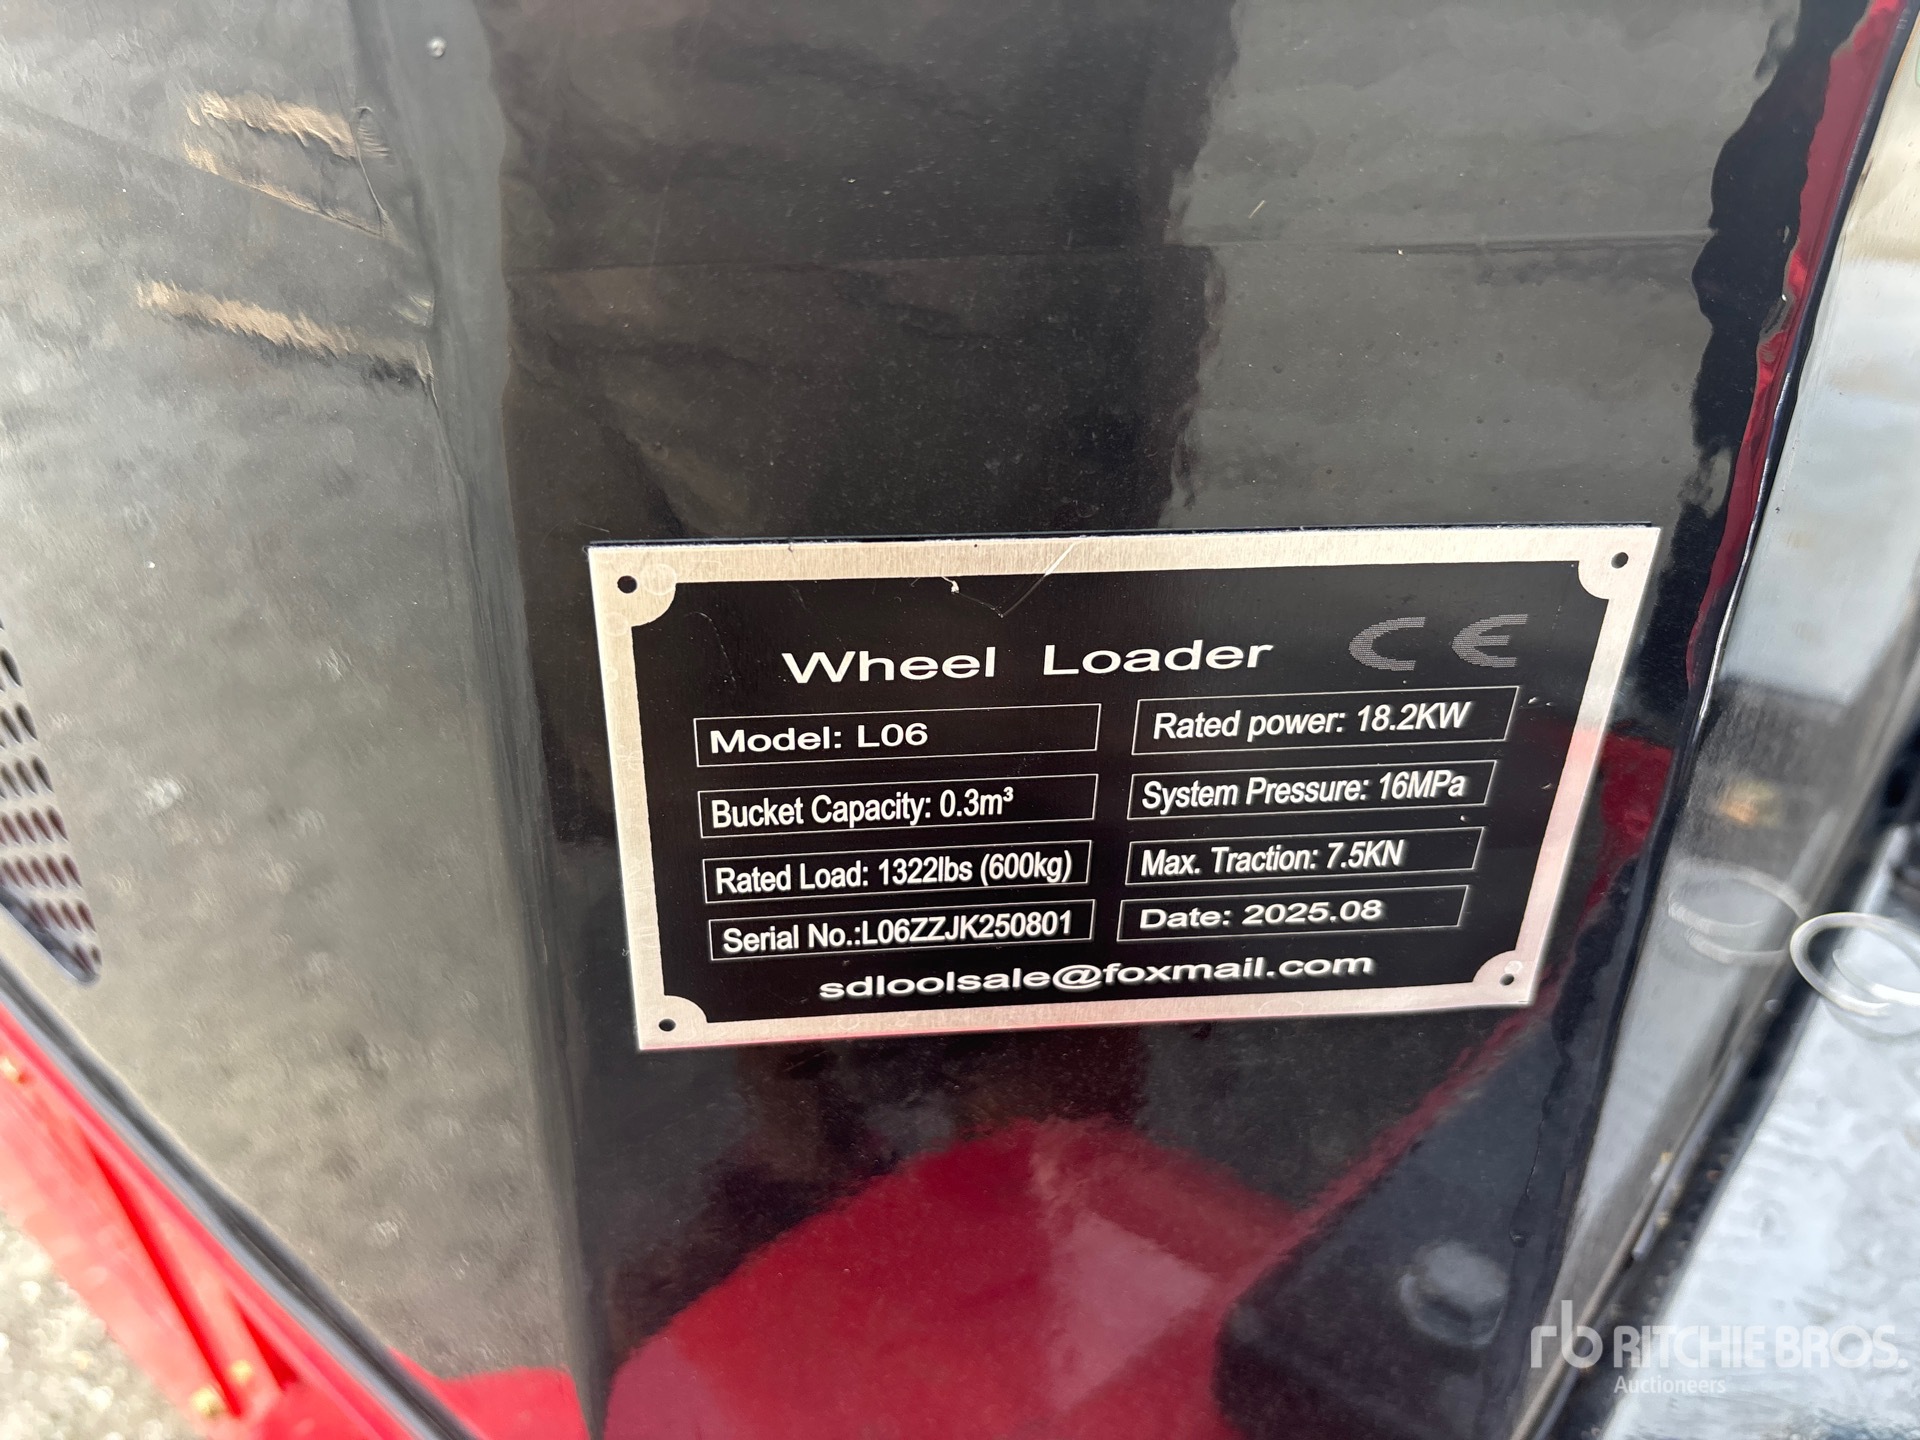 Wheel Loader CE
Model: L06
Rated power: 18.2KW
Bucket Capacity: 0.3m³
System Pressure: 16MPa
Rated Load: 1322lbs (600kg)
Max. Traction: 7.5KN
Serial No.:L06ZZJK250801
Date: 2025.08
sdloolsale@foxmail.com
rb RITCHIE BROS.
Auctioneers